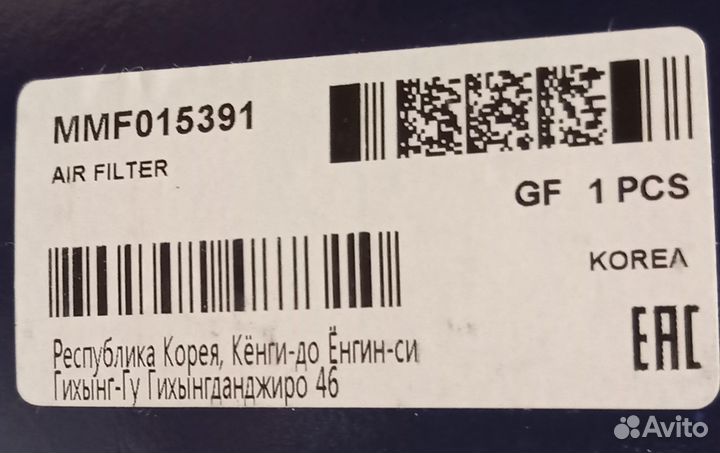 MMF015391
AIR FILTER
GF 1 PCS
KOREA
Республика Корея, Кёнги-до Ёнгин-си
Гихынг-Гу Гихынгданджиро 46
EAC
Avito